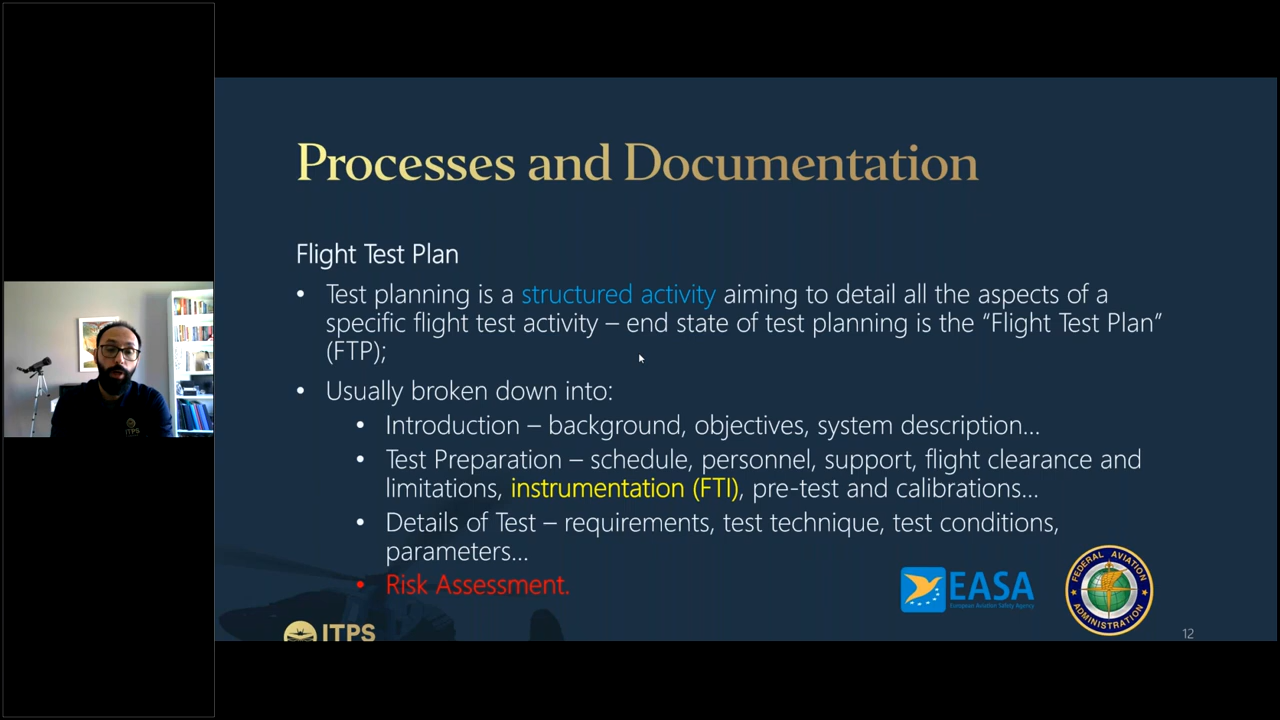 Processes and Documentation
Flight Test Plan
• Test planning is a structured activity aiming to detail all the aspects of a
specific flight test activity – end state of test planning is the “Flight Test Plan”
(FTP);
• Usually broken down into:
• Introduction – background, objectives, system description...
• Test Preparation – schedule, personnel, support, flight clearance and
limitations, instrumentation (FTI), pre-test and calibrations...
• Details of Test – requirements, test technique, test conditions,
parameters...
• Risk Assessment.
EASA
European Aviation Safety Agency
FEDERAL AVIATION
ADMINISTRATION
ITPS
12
ITPS